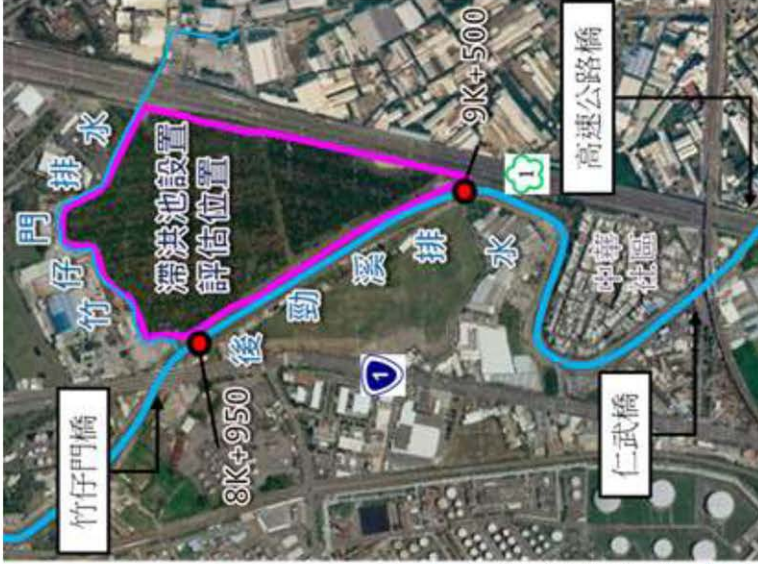 竹仔門排水
滯洪池設置
評估位置
竹仔門橋
8K+950
後勁溪排水
1
9K+500
1
中華
社區
仁武橋
高速公路橋